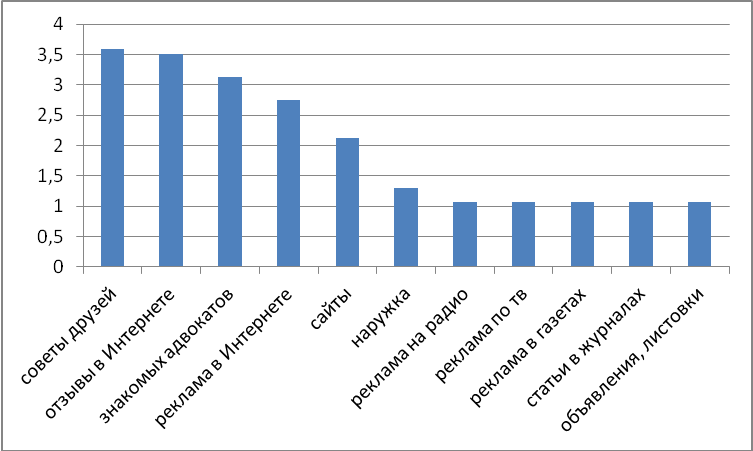 4
3,5
3
2,5
2
1,5
1
0,5
0
советы друзей
отзывы в Интернете
знакомых адвокатов
реклама в Интернете
сайты
наружка
реклама на радио
реклама по тв
реклама в газетах
статьи в журналах
объявления, листовки